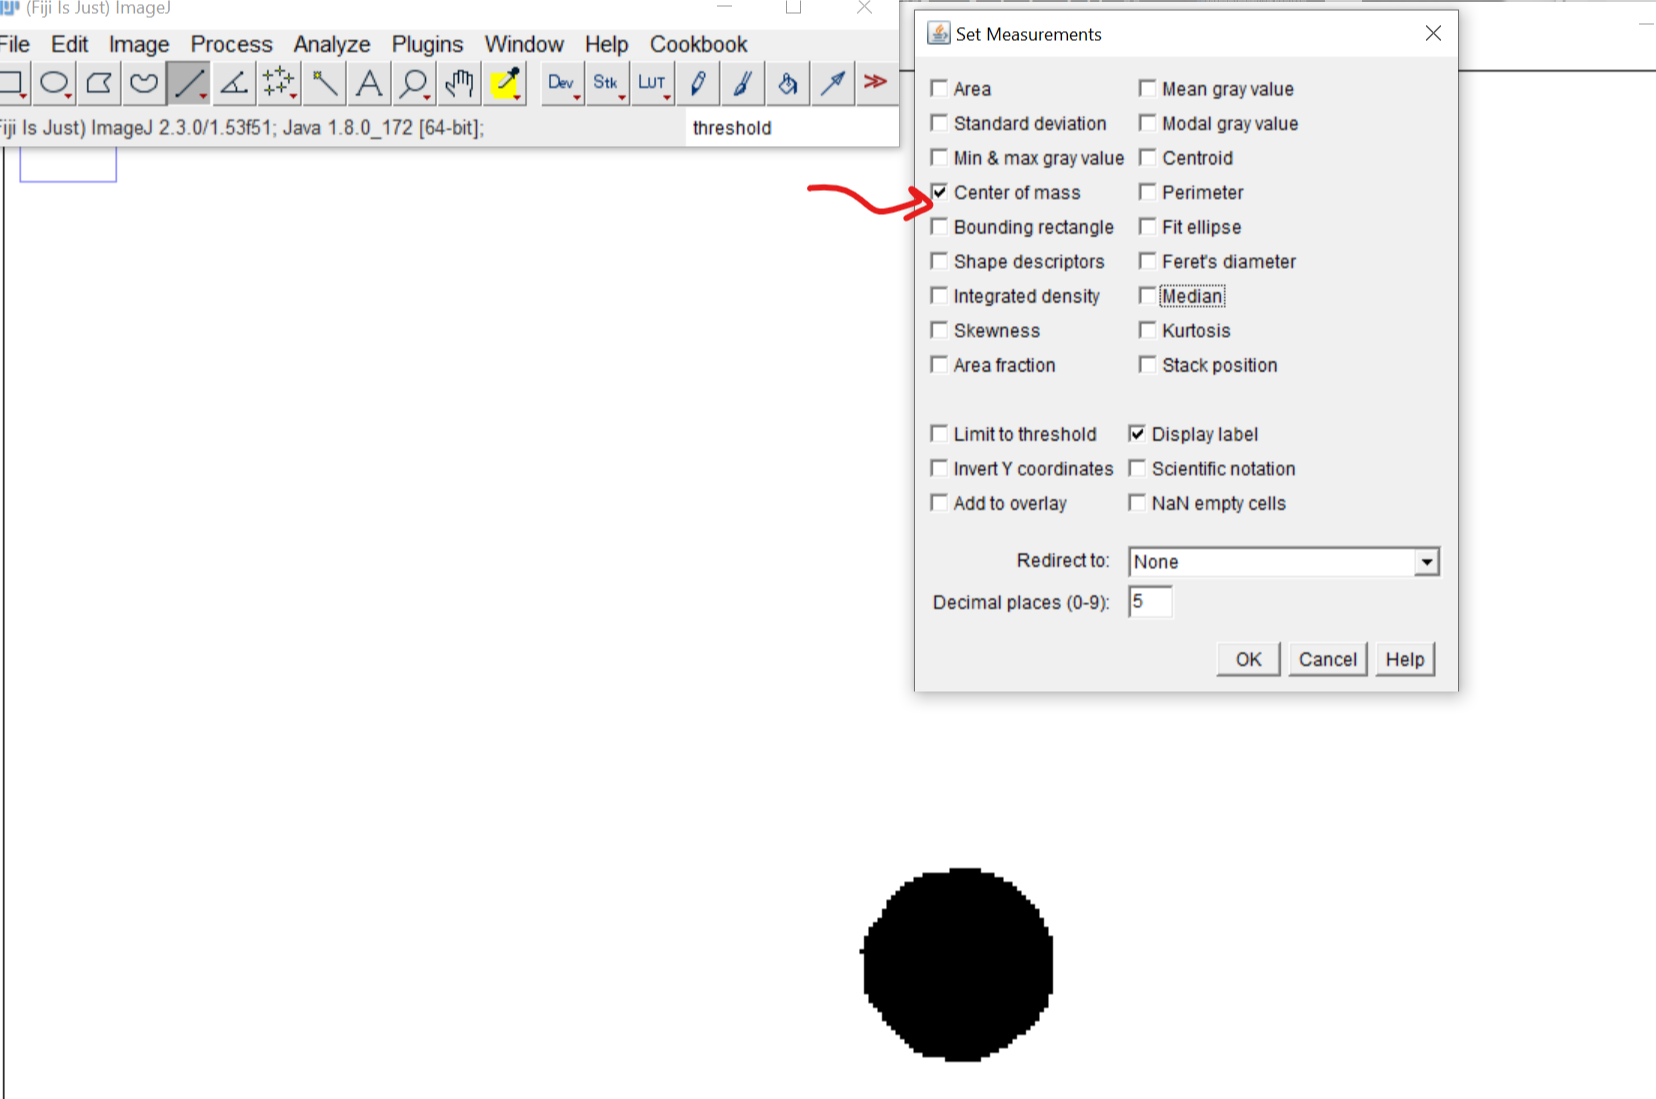 (Fiji Is Just) ImageJ
File Edit Image Process Analyze Plugins Window Help Cookbook
Dev Stk LUT
Fiji Is Just) ImageJ 2.3.0/1.53f51; Java 1.8.0_172 [64-bit];
threshold
Set Measurements
Area Mean gray value
Standard deviation Modal gray value
Min & max gray value Centroid
Center of mass Perimeter
Bounding rectangle Fit ellipse
Shape descriptors Feret's diameter
Integrated density Median
Skewness Kurtosis
Area fraction Stack position
Limit to threshold Display label
Invert Y coordinates Scientific notation
Add to overlay NaN empty cells
Redirect to: None
Decimal places (0-9): 5
OK Cancel Help